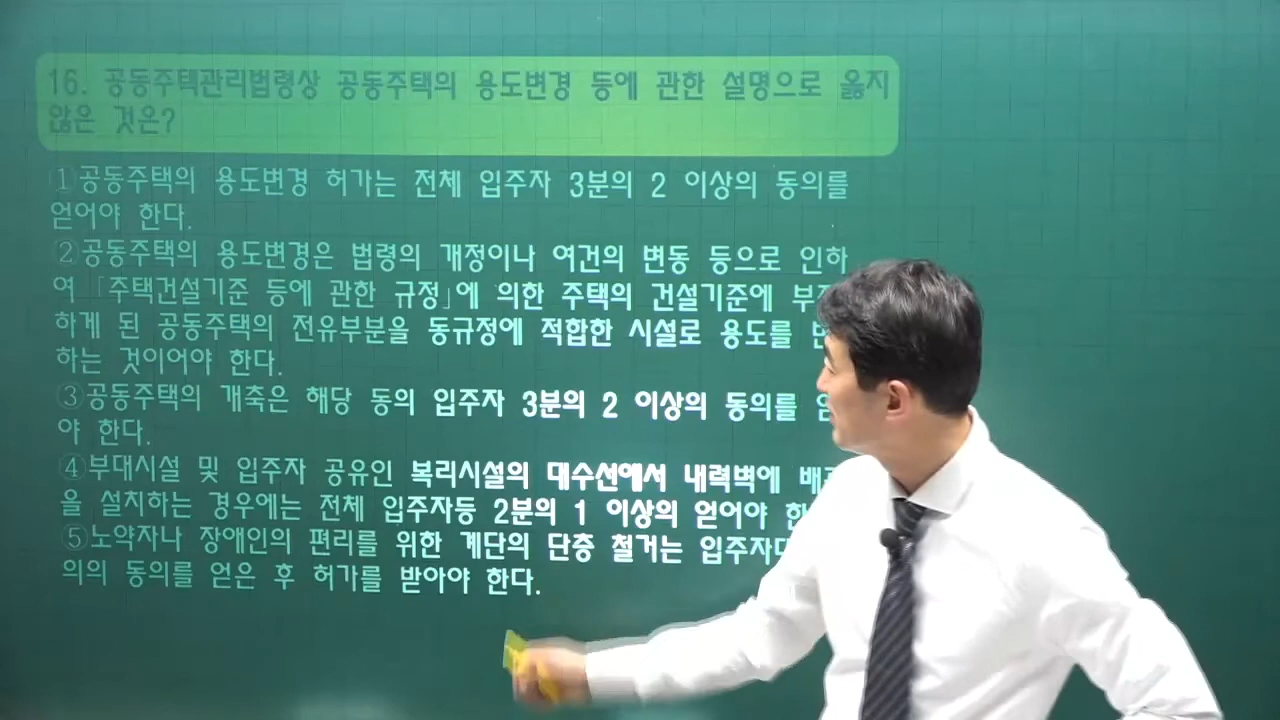 16. 공동주택관리법령상 공동주택의 용도변경 등에 관한 설명으로 옳지
않은 것은?
①공동주택의 용도변경 허가는 전체 입주자 3분의 2 이상의 동의를
얻어야 한다.
②공동주택의 용도변경은 법령의 개정이나 여건의 변동 등으로 인하
여 「주택건설기준 등에 관한 규정」에 의한 주택의 건설기준에
하게 된 공동주택의 전유부분을 동규정에 적합한 시설로 용도를
하는 것이어야 한다.
③공동주택의 개축은 해당 동의 입주자 3분의 2 이상의 동의를
야 한다.
④부대시설 및 입주자 공유인 복리시설의 대수선에서 내력벽에
을 설치하는 경우에는 전체 입주자등 2분의 1 이상의 얻어야
⑤노약자나 장애인의 편리를 위한 계단의 단층 철거는
의의 동의를 얻은 후 허가를 받아야 한다.